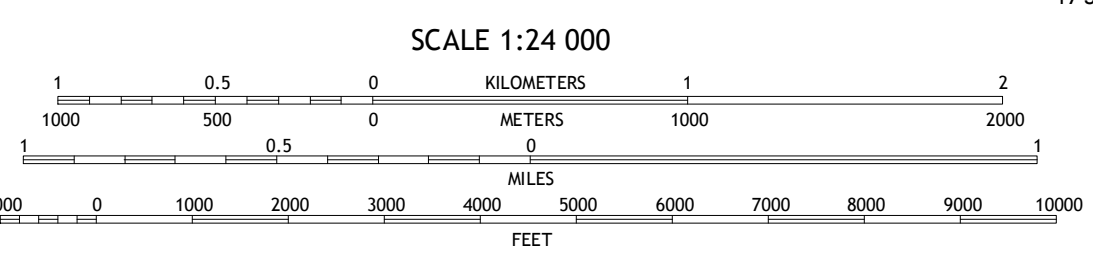 SCALE 1:24 000
1 0.5 0 KILOMETERS 1 2
1000 500 0 METERS 1000 2000
1 0.5 0 1
MILES
0 1000 2000 3000 4000 5000 6000 7000 8000 9000 10000
FEET